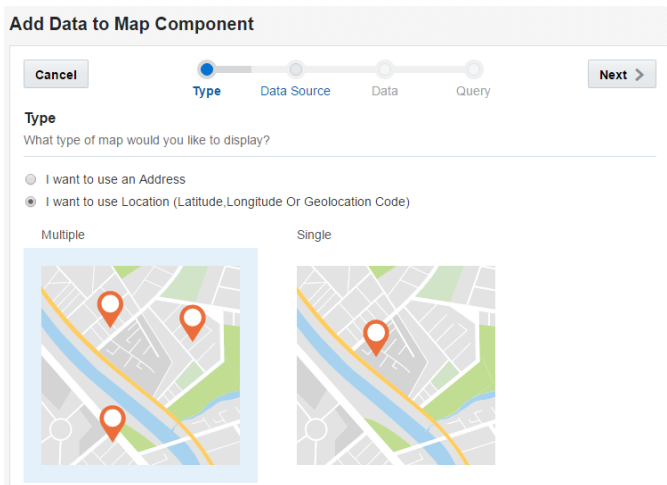 Add Data to Map Component
Cancel
Next
Type
Data Source
Data
Query
Type
What type of map would you like to display?
I want to use an Address
I want to use Location (Latitude,Longitude Or Geolocation Code)
Multiple
Single